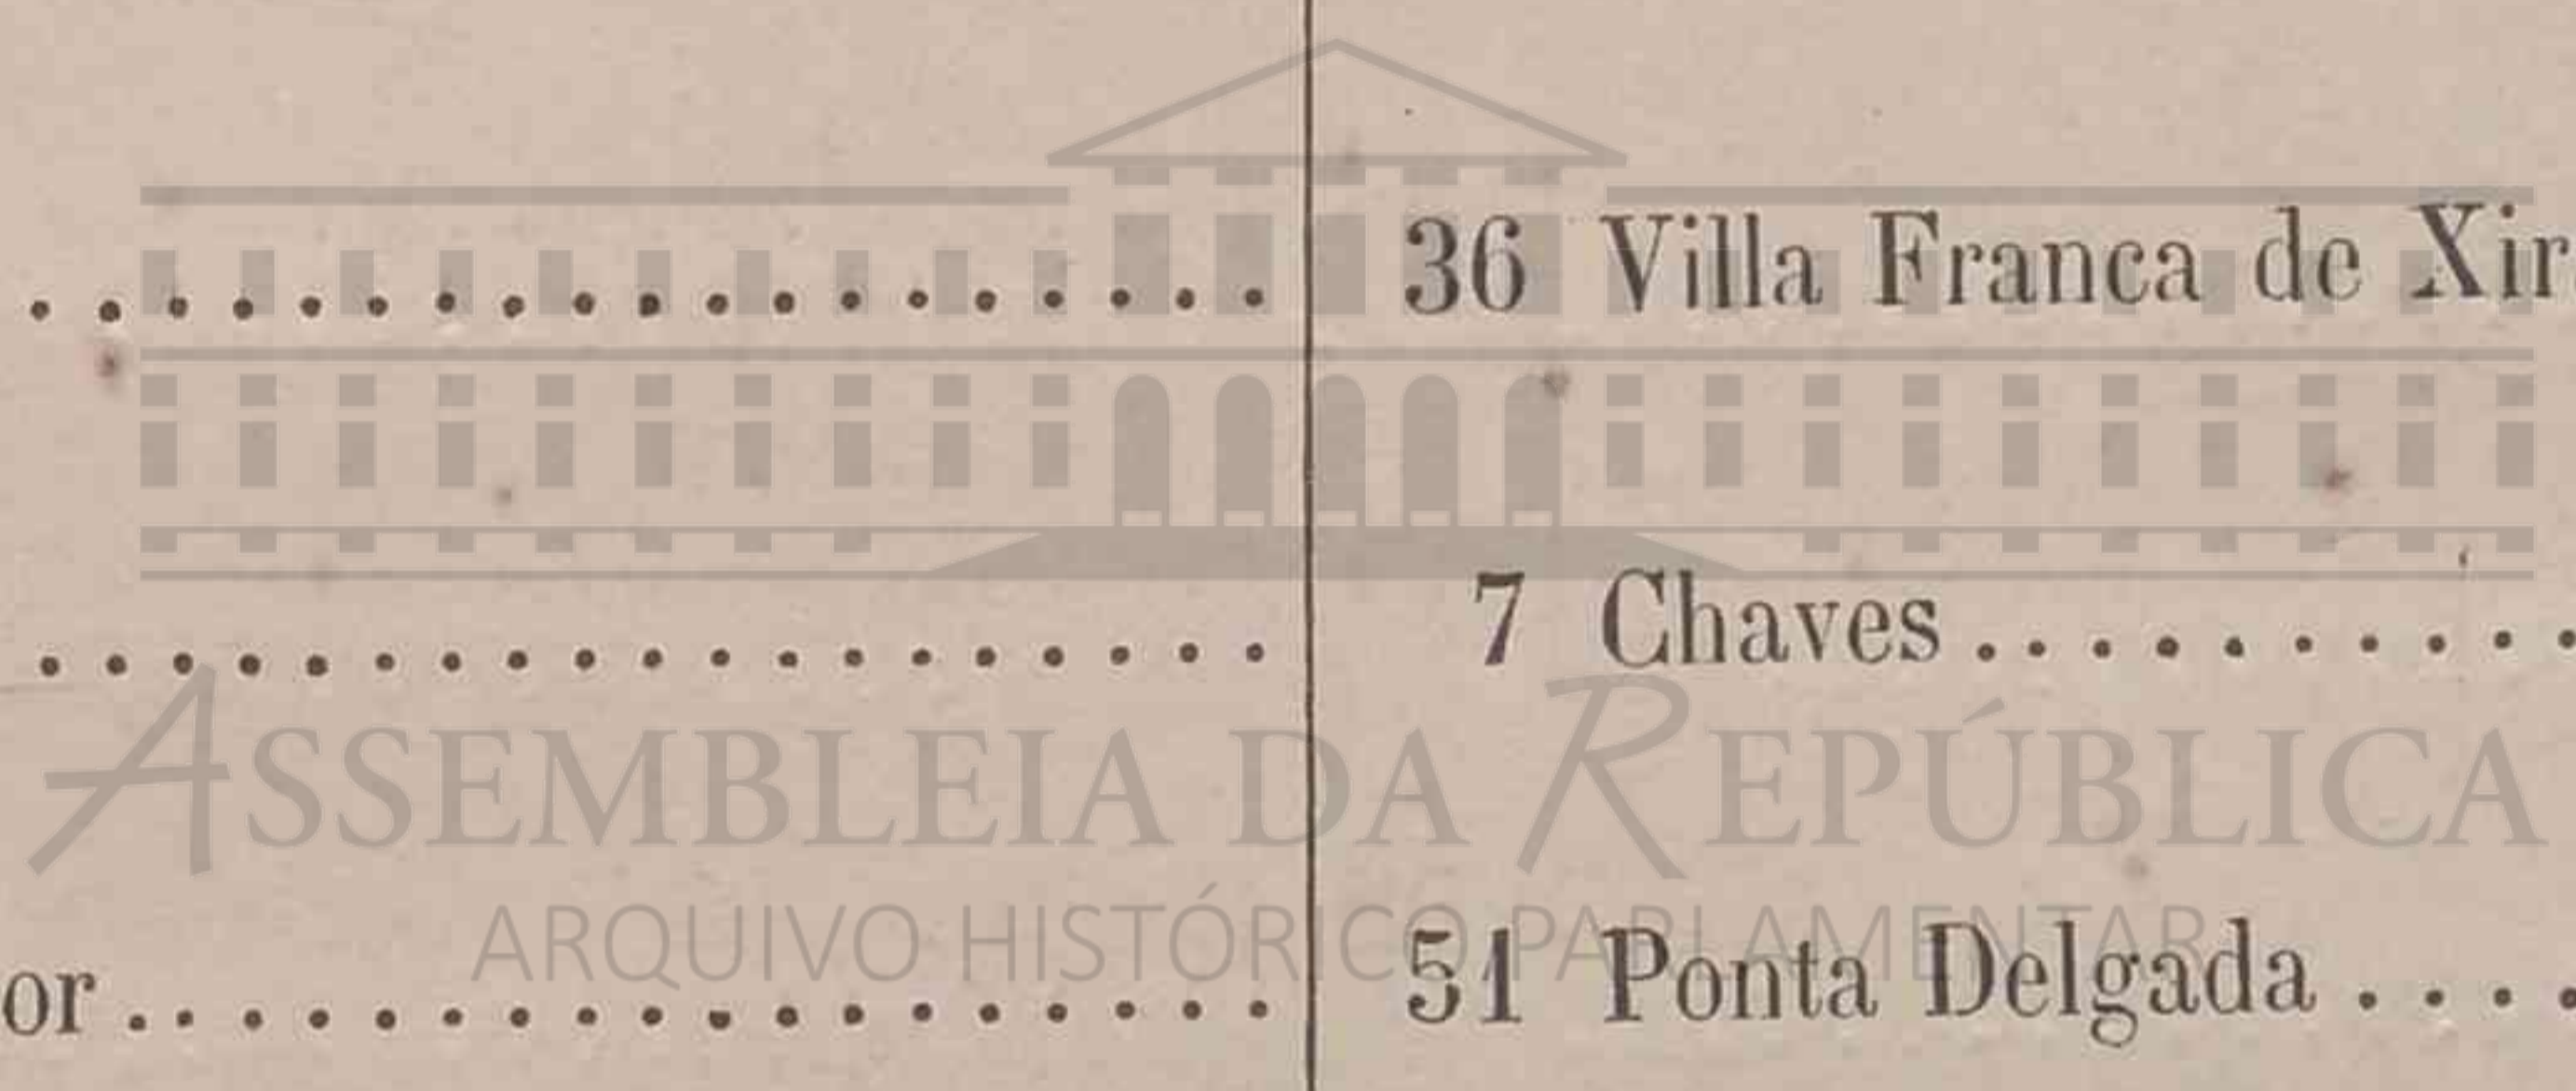 .................... 36 Villa Franca de Xir
................... 7 Chaves..........
ASSEMBLEIA DA REPÚBLICA
ARQUIVO HISTÓRICO PARLAMENTAR
or.................. 51 Ponta Delgada....